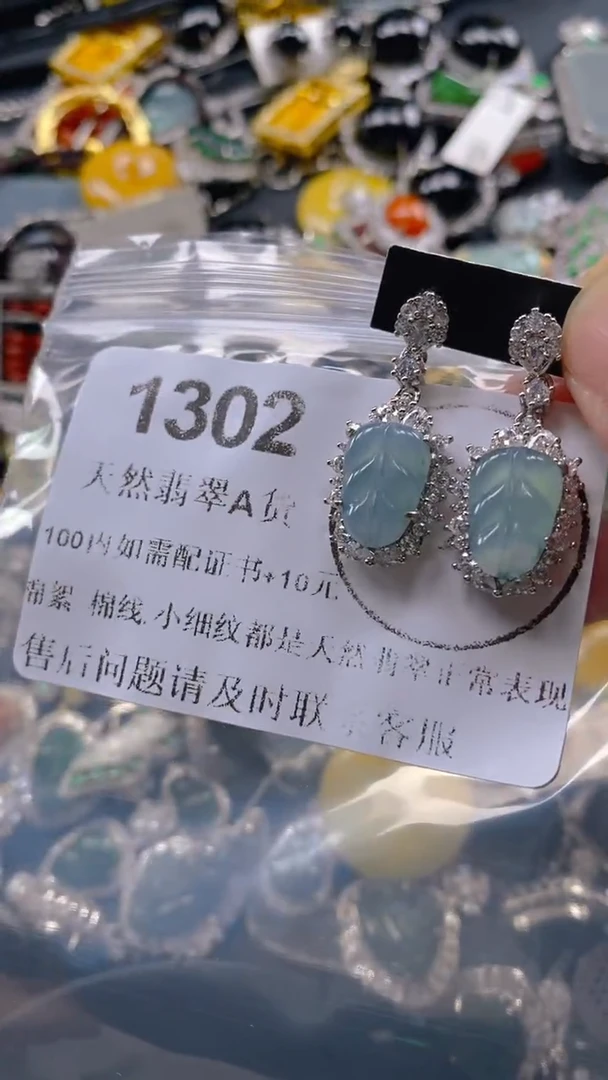 1302
天然翡翠A货
100内如需配证书+10元
棉絮 棉线.小细纹都是天然翡翠正常表现
售后问题请及时联系客服